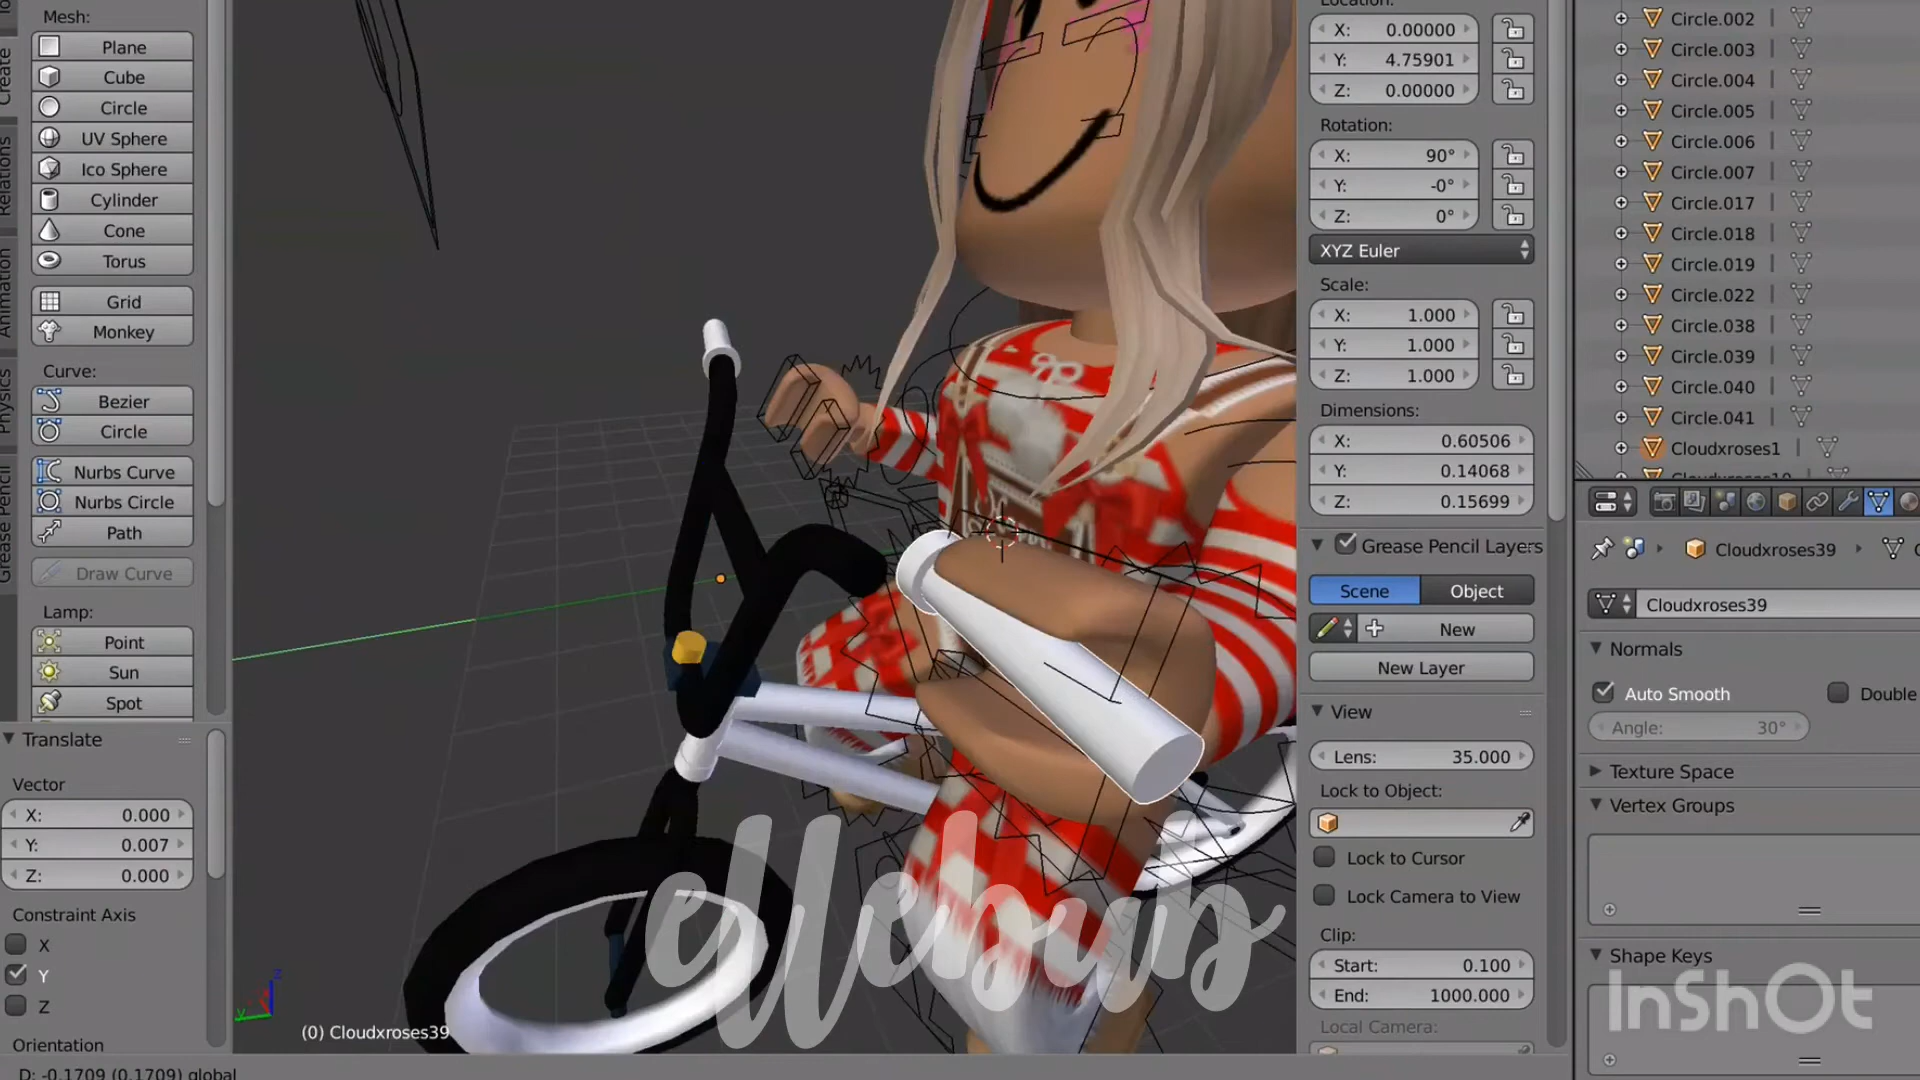 Mesh:
Plane
Cube
Circle
UV Sphere
Ico Sphere
Cylinder
Cone
Torus
Grid
Monkey
Curve:
Bezier
Circle
Nurbs Curve
Nurbs Circle
Path
Draw Curve
Lamp:
Point
Sun
Spot
Create
Relations
Animation
Physics
Grease Pencil
Translate
Vector
X: 0.000
Y: 0.007
Z: 0.000
Constraint Axis
X
Y
Z
Orientation
D: -0.1709 (0.1709) global
(0) Cloudxroses39
Location:
X: 0.00000
Y: 4.75901
Z: 0.00000
Rotation:
X: 90°
Y: -0°
Z: 0°
XYZ Euler
Scale:
X: 1.000
Y: 1.000
Z: 1.000
Dimensions:
X: 0.60506
Y: 0.14068
Z: 0.15699
Grease Pencil Layers
Scene Object
New
New Layer
View
Lens: 35.000
Lock to Object:
Lock to Cursor
Lock Camera to View
Clip:
Start: 0.100
End: 1000.000
Local Camera:
Circle.002
Circle.003
Circle.004
Circle.005
Circle.006
Circle.007
Circle.017
Circle.018
Circle.019
Circle.022
Circle.038
Circle.039
Circle.040
Circle.041
Cloudxroses1
Cloudxroses10
Cloudxroses39
Cloudxroses39
Normals
Auto Smooth Double
Angle: 30°
Texture Space
Vertex Groups
Shape Keys
InShOt